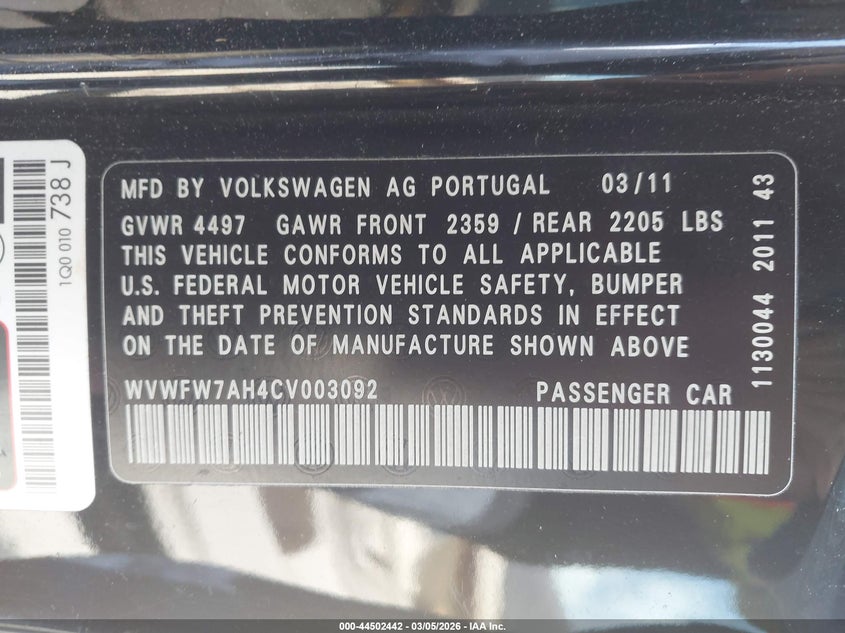 MFD BY VOLKSWAGEN AG PORTUGAL 03/11
GVWR 4497 GAWR FRONT 2359 / REAR 2205 LBS
THIS VEHICLE CONFORMS TO ALL APPLICABLE
U.S. FEDERAL MOTOR VEHICLE SAFETY, BUMPER
AND THEFT PREVENTION STANDARDS IN EFFECT
ON THE DATE OF MANUFACTURE SHOWN ABOVE
WVWFW7AH4CV003092 PASSENGER CAR
1130044 2011 43
1Q0 010 738 J
000-44502442 - 03/05/2026 - IAA Inc.